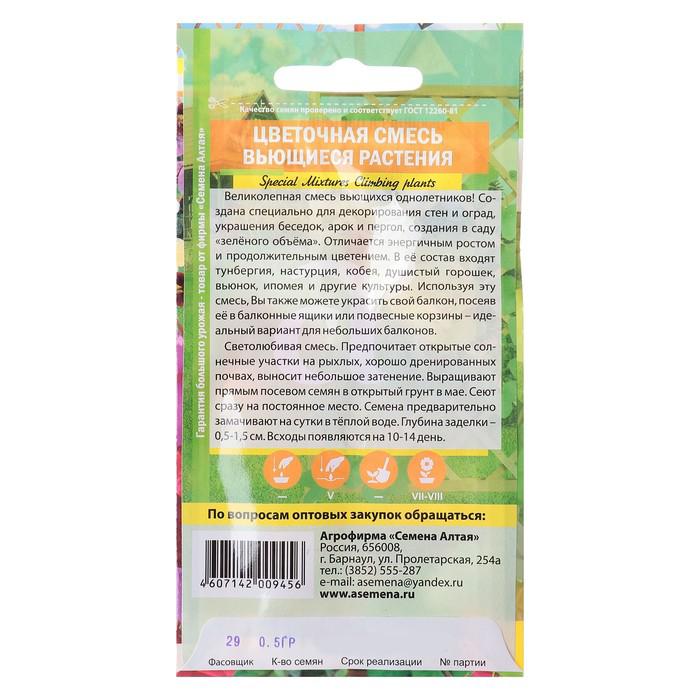 Качество семян проверено и соответствует ГОСТ 12260-81
ЦВЕТОЧНАЯ СМЕСЬ
ВЬЮЩИЕСЯ РАСТЕНИЯ
Special Mixtures Climbing plants
Великолепная смесь вьющихся однолетников! Со-
здана специально для декорирования стен и оград,
украшения беседок, арок и пергол, создания в саду
«зелёного объёма». Отличается энергичным ростом
и продолжительным цветением. В её состав входят
тунбергия, настурция, кобея, душистый горошек,
вьюнок, ипомея и другие культуры. Используя эту
смесь, Вы также можете украсить свой балкон, посеяв
её в балконные ящики или подвесные корзины – иде-
альный вариант для небольших балконов.
Светолюбивая смесь. Предпочитает открытые сол-
нечные участки на рыхлых, хорошо дренированных
почвах, выносит небольшое затенение. Выращивают
прямым посевом семян в открытый грунт в мае. Сеют
сразу на постоянное место. Семена предварительно
замачивают на сутки в тёплой воде. Глубина заделки –
0,5-1,5 см. Всходы появляются на 10-14 день.
— V — VII-VIII
Гарантия большого урожая - товар от фирмы «Семена Алтая»
По вопросам оптовых закупок обращаться:
Агрофирма «Семена Алтая»
Россия, 656008,
г. Барнаул, ул. Пролетарская, 254а
тел.: (3852) 555-287
e-mail: asemena@yandex.ru
www.asemena.ru
4607142009456
29 0.5ГР
Фасовщик К-во семян Срок реализации № партии